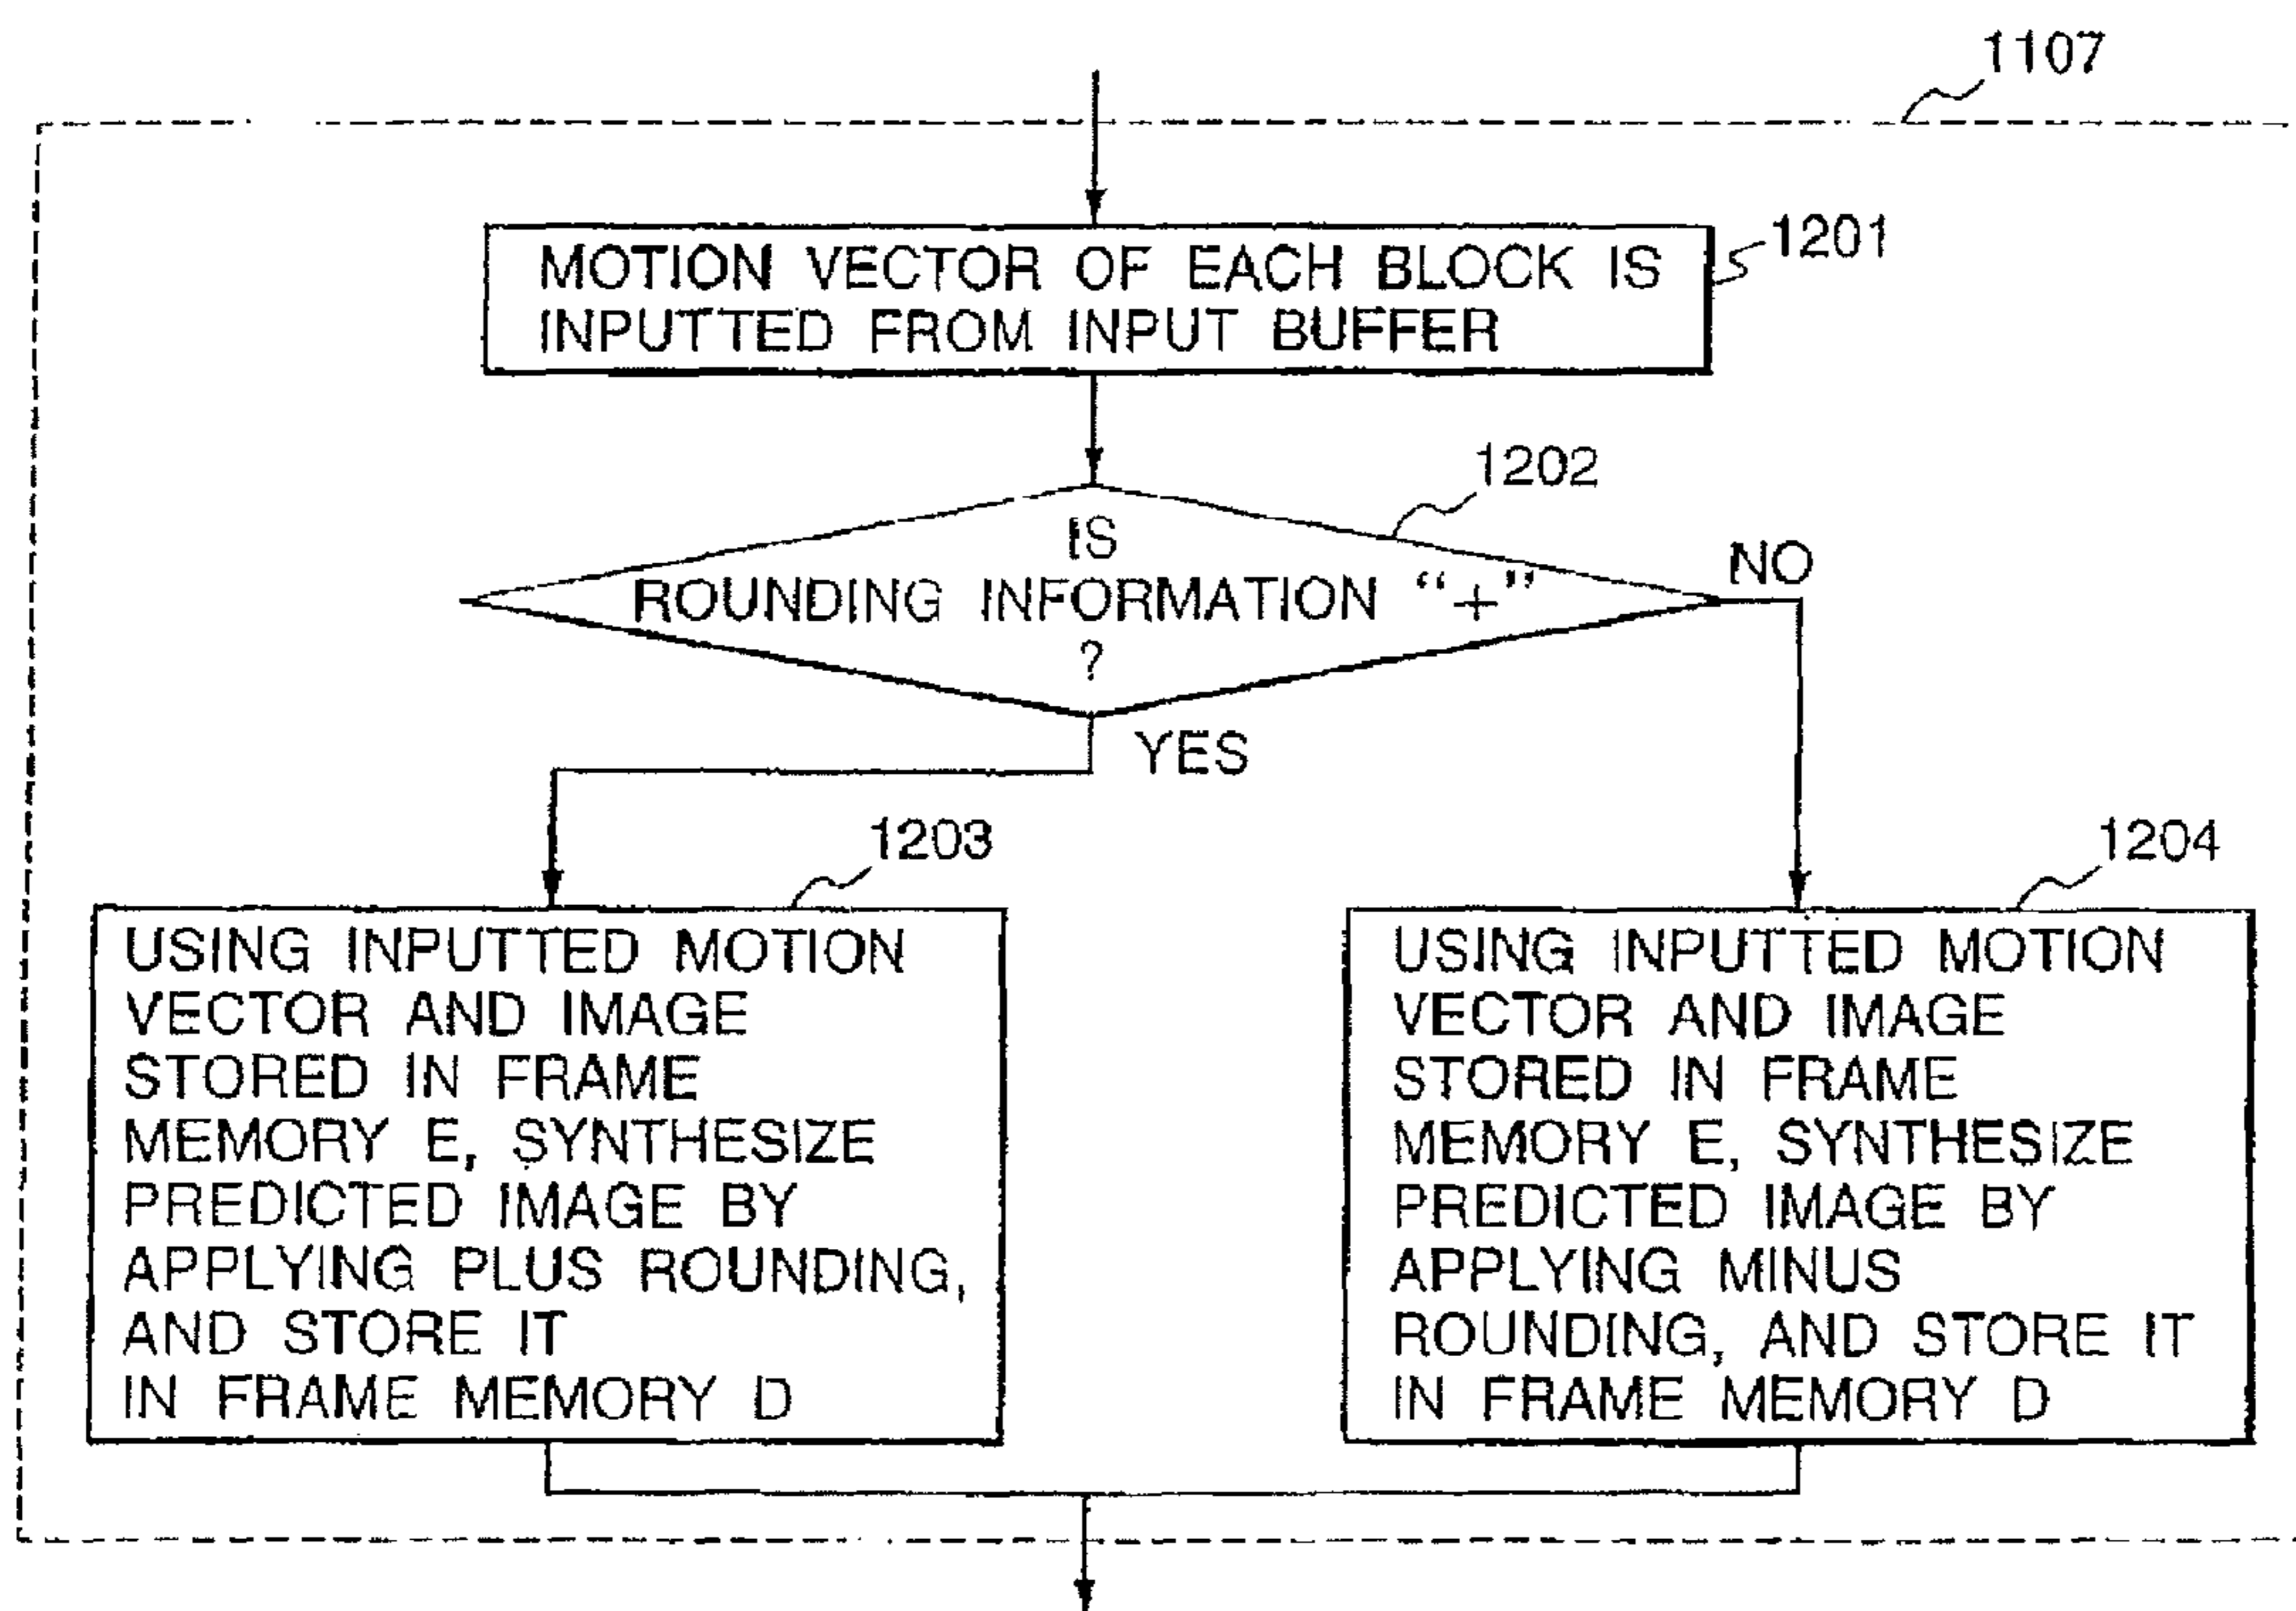 1107
MOTION VECTOR OF EACH BLOCK IS
INPUTTED FROM INPUT BUFFER
1201
1202
IS
ROUNDING INFORMATION “+”
?
NO
YES
1203
USING INPUTTED MOTION
VECTOR AND IMAGE
STORED IN FRAME
MEMORY E, SYNTHESIZE
PREDICTED IMAGE BY
APPLYING PLUS ROUNDING,
AND STORE IT
IN FRAME MEMORY D
1204
USING INPUTTED MOTION
VECTOR AND IMAGE
STORED IN FRAME
MEMORY E, SYNTHESIZE
PREDICTED IMAGE BY
APPLYING MINUS
ROUNDING, AND STORE IT
IN FRAME MEMORY D